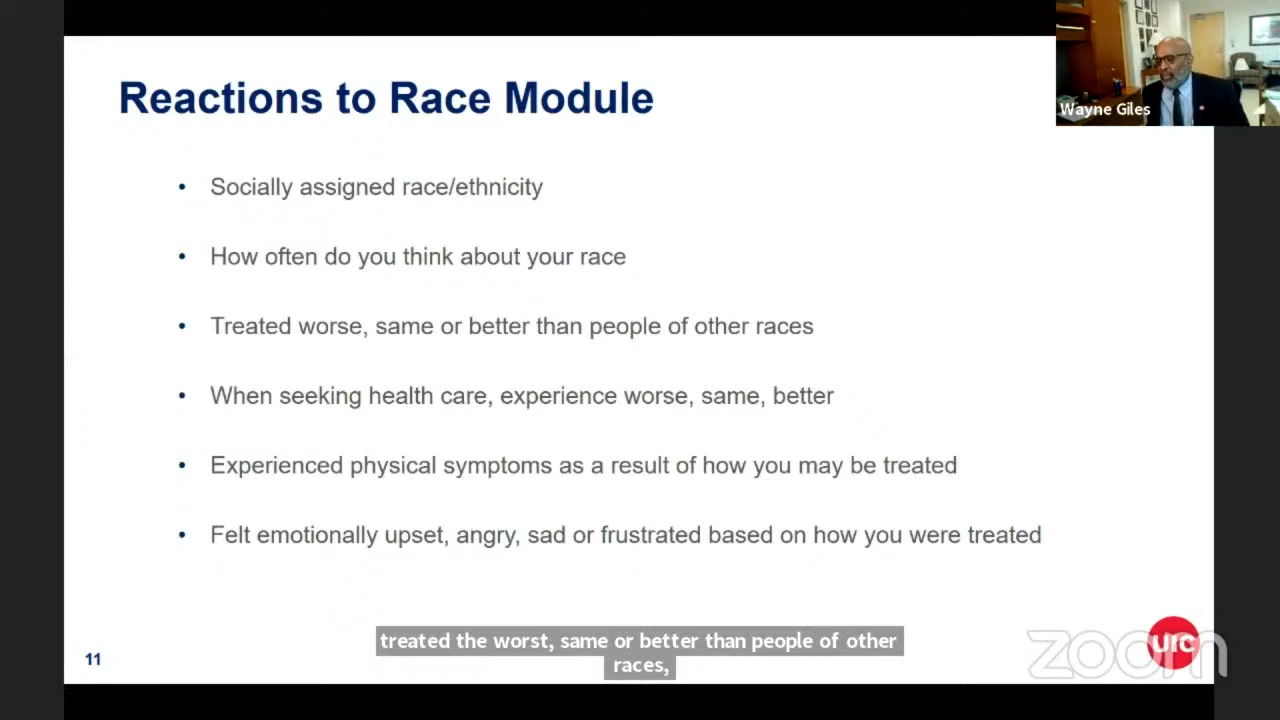 Reactions to Race Module
Wayne Giles
• Socially assigned race/ethnicity
• How often do you think about your race
• Treated worse, same or better than people of other races
• When seeking health care, experience worse, same, better
• Experienced physical symptoms as a result of how you may be treated
• Felt emotionally upset, angry, sad or frustrated based on how you were treated
treated the worst, same or better than people of other
races,
11
zoom
UIC